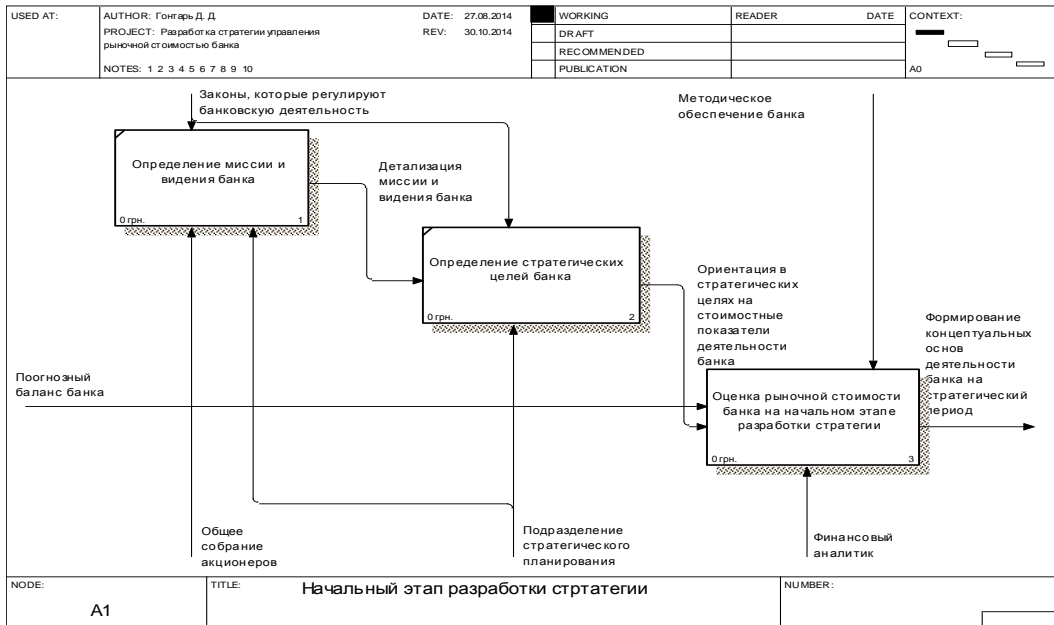 USED AT:
AUTHOR: Гонтарь Д. Д.
DATE: 27.08.2014
PROJECT: Разработка стратегии управления
рыночной стоимостью банка
REV: 30.10.2014
NOTES: 1 2 3 4 5 6 7 8 9 10
WORKING
DRAFT
RECOMMENDED
PUBLICATION
READER DATE
CONTEXT:
A0
Законы, которые регулируют
банковскую деятельность
Методическое
обеспечение банка
Определение миссии и
видения банка
0 грн. 1
Детализация
миссии и
видения банка
Определение стратегических
целей банка
0 грн. 2
Ориентация в
стратегических
целях на
стоимостные
показатели
деятельности
банка
Формирование
концептуальных
основ
деятельности
банка на
стратегический
период
Поогнозный
баланс банка
Оценка рыночной стоимости
банка на начальном этапе
разработки стратегии
0 грн. 3
Общее
собрание
акционеров
Подразделение
стратегического
планирования
Финансовый
аналитик
NODE:
A1
TITLE:
Начальный этап разработки стртатегии
NUMBER: